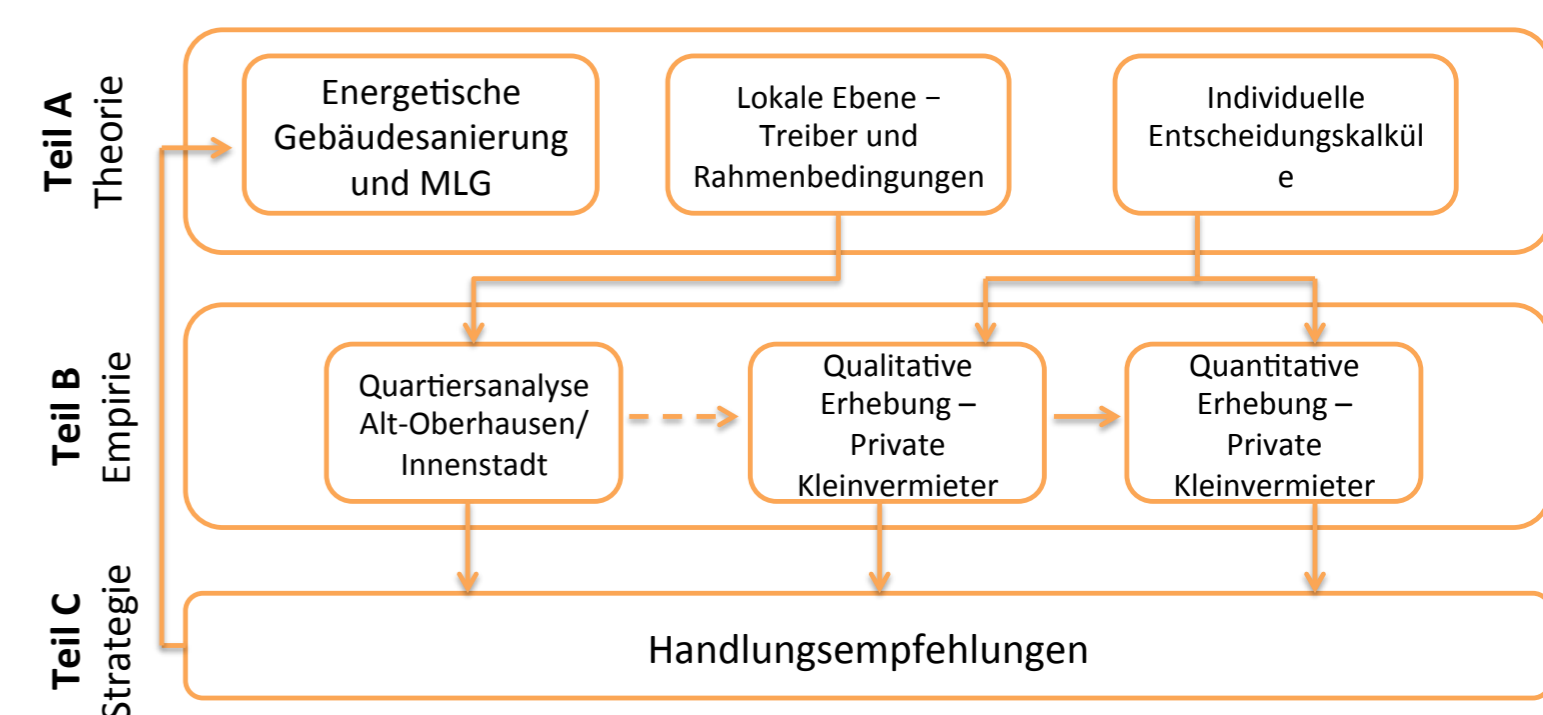 Teil A
Theorie
Energetische
Gebäudesanierung
und MLG
Lokale Ebene –
Treiber und
Rahmenbedingungen
Individuelle
Entscheidungskalkül
e
Teil B
Empirie
Quartiersanalyse
Alt-Oberhausen/
Innenstadt
Qualitative
Erhebung –
Private
Kleinvermieter
Quantitative
Erhebung –
Private
Kleinvermieter
Teil C
Strategie
Handlungsempfehlungen